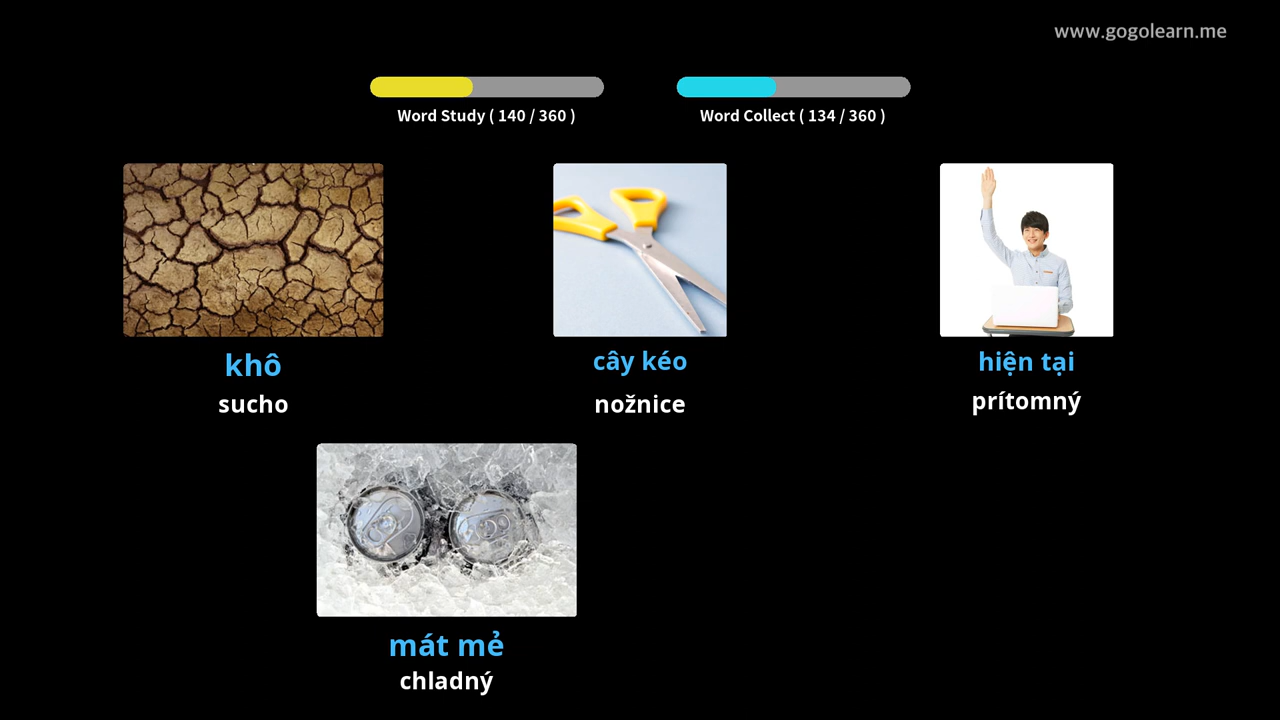 www.gogolearn.me
Word Study ( 140 / 360 )
Word Collect ( 134 / 360 )
khô
sucho
cây kéo
nožnice
hiện tại
prítomný
mát mẻ
chladný